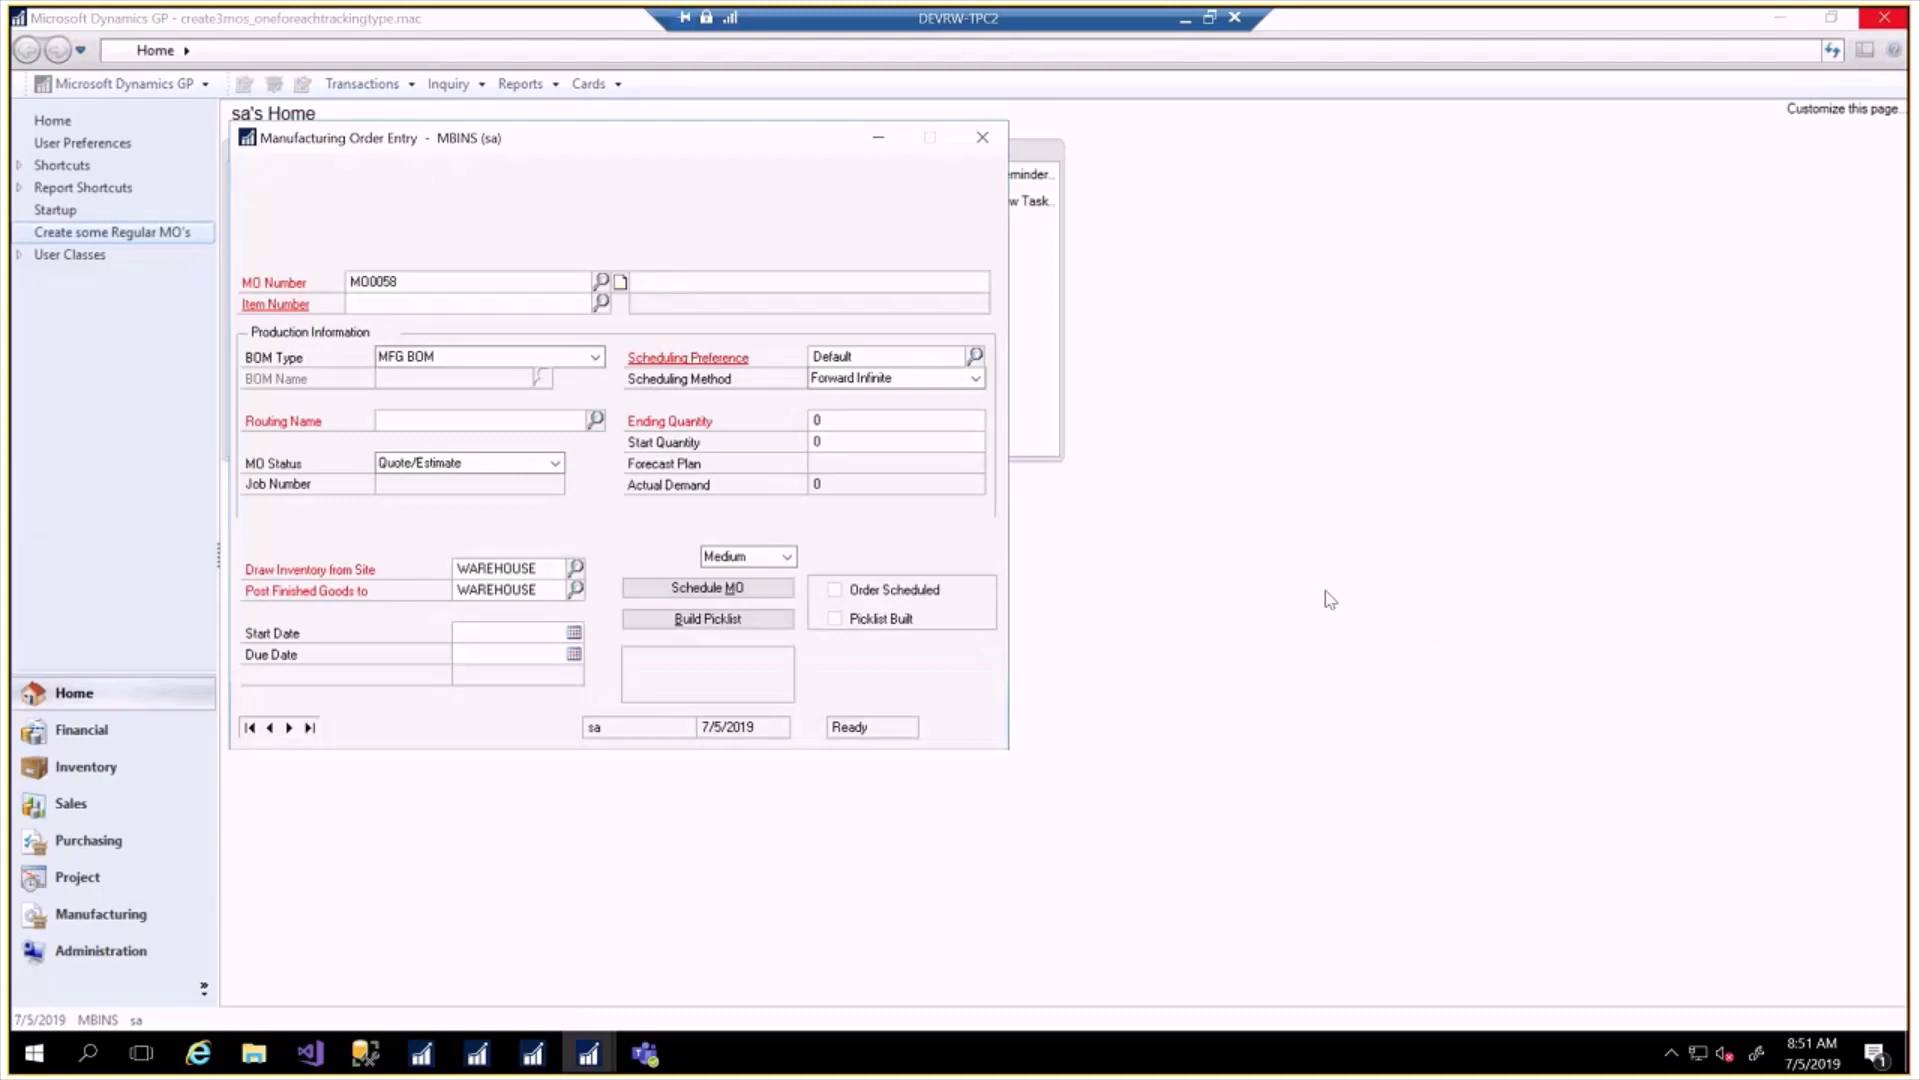 Microsoft Dynamics GP - create3mos_oneforeachtrackingtype.mac
DEVRW-TPC2
Home
Microsoft Dynamics GP
Transactions
Inquiry
Reports
Cards
Home
User Preferences
Shortcuts
Report Shortcuts
Startup
Create some Regular MO's
User Classes
sa's Home
Customize this page...
Manufacturing Order Entry - MBINS (sa)
eminder...
w Task...
MO Number MO0058
Item Number
Production Information
BOM Type MFG BOM
BOM Name
Scheduling Preference Default
Scheduling Method Forward Infinite
Routing Name
Ending Quantity 0
Start Quantity 0
MO Status Quote/Estimate
Forecast Plan
Job Number
Actual Demand 0
Medium
Draw Inventory from Site WAREHOUSE
Post Finished Goods to WAREHOUSE
Schedule MO
Order Scheduled
Build Picklist
Picklist Built
Start Date
Due Date
sa 7/5/2019 Ready
Home
Financial
Inventory
Sales
Purchasing
Project
Manufacturing
Administration
7/5/2019 MBINS sa
8:51 AM
7/5/2019
1